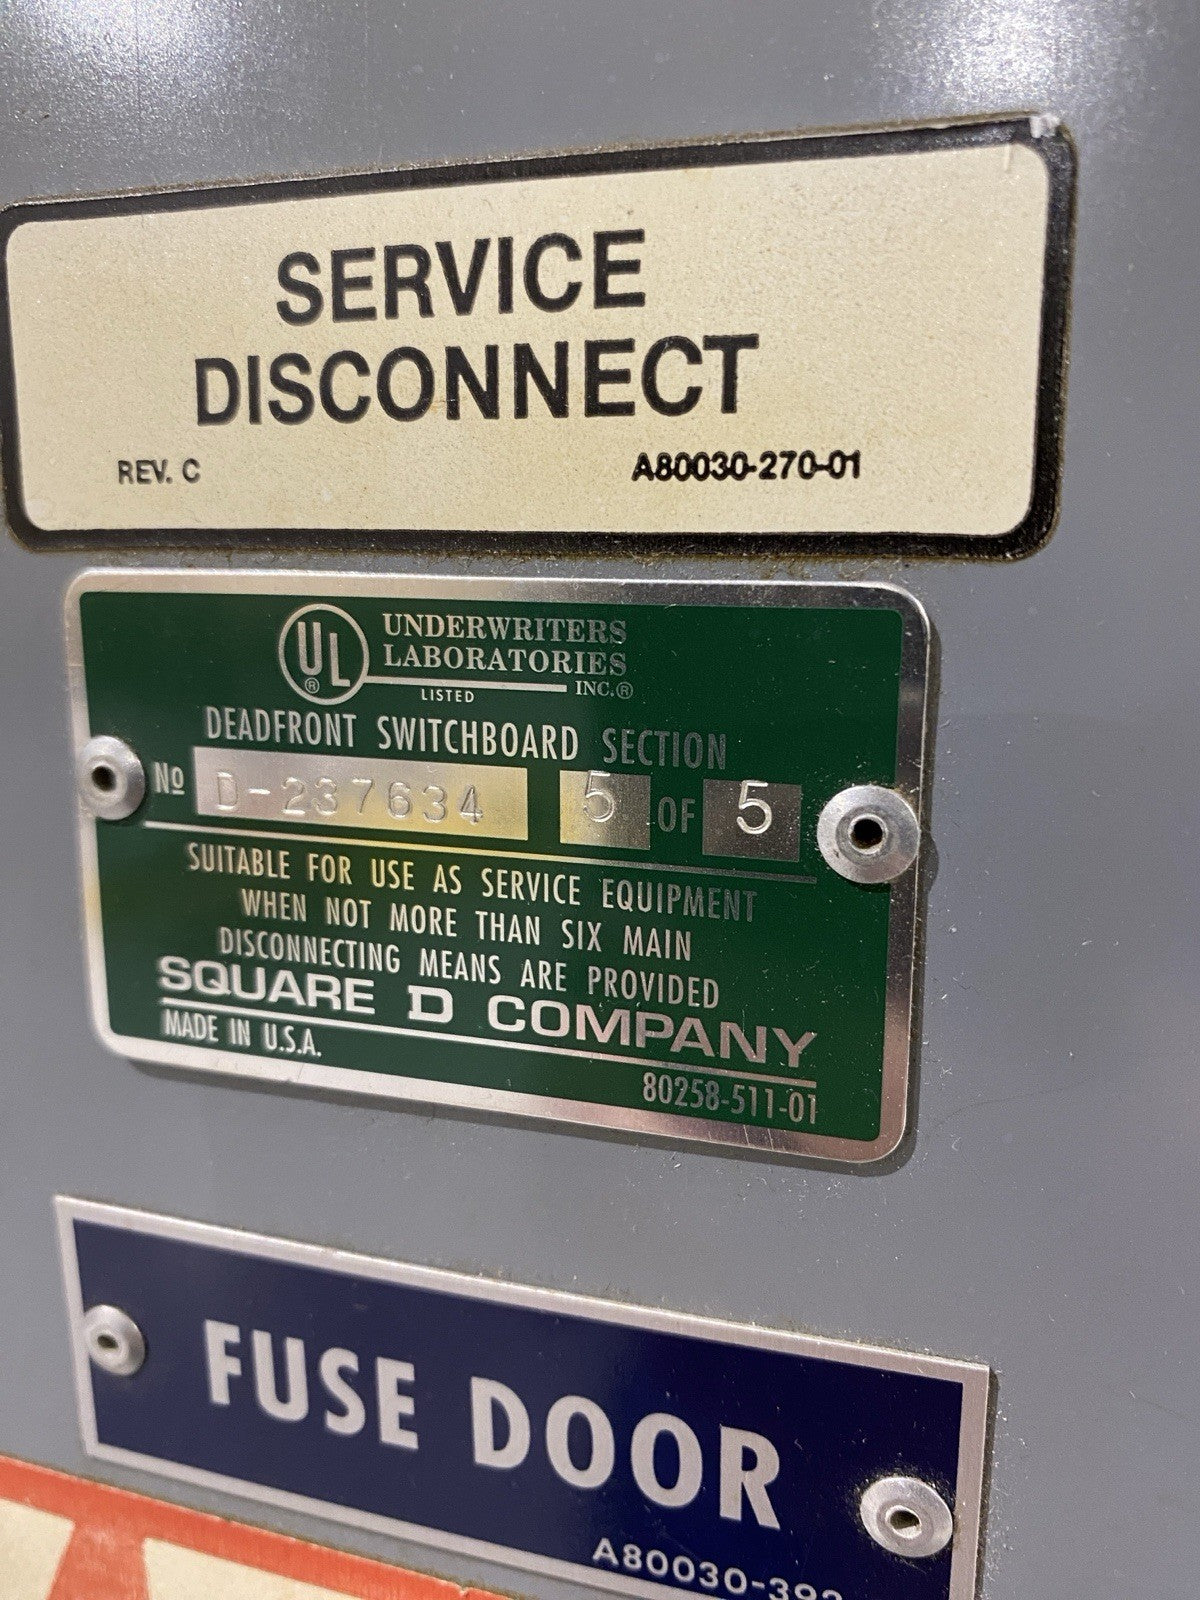 SERVICE
DISCONNECT
REV. C A80030-270-01
UL ® UNDERWRITERS
LABORATORIES
LISTED INC.®
DEADFRONT SWITCHBOARD SECTION
No D-237634 5 OF 5
SUITABLE FOR USE AS SERVICE EQUIPMENT
WHEN NOT MORE THAN SIX MAIN
DISCONNECTING MEANS ARE PROVIDED
SQUARE D COMPANY
MADE IN U.S.A.
80258-511-01
FUSE DOOR